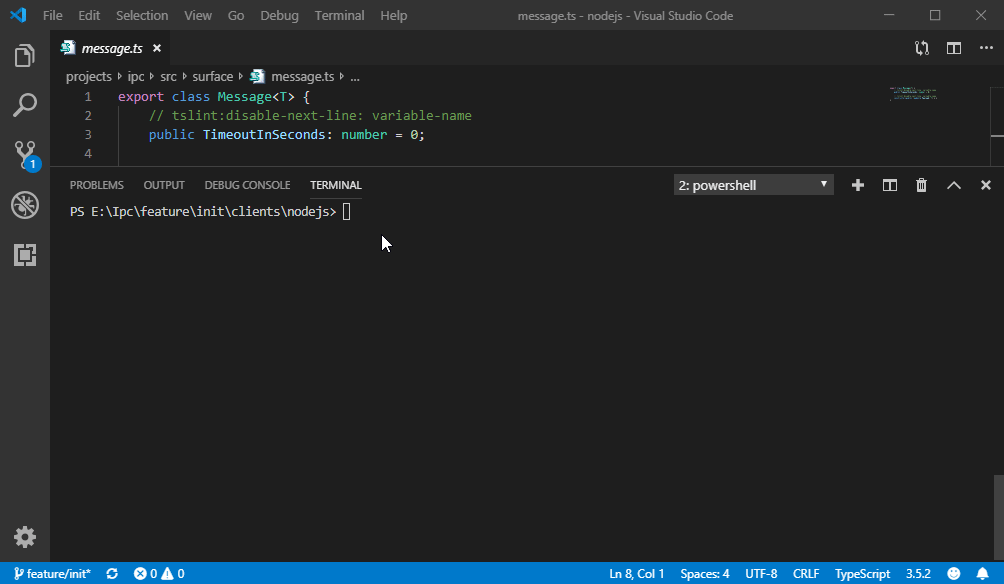 File Edit Selection View Go Debug Terminal Help message.ts - nodejs - Visual Studio Code
message.ts
projects ipc src surface message.ts ...
1 export class Message<T> {
2 // tslint:disable-next-line: variable-name
3 public TimeoutInSeconds: number = 0;
4
1
PROBLEMS OUTPUT DEBUG CONSOLE TERMINAL 2: powershell
PS E:\Ipc\feature\init\clients\nodejs>
feature/init* 0 0 Ln 8, Col 1 Spaces: 4 UTF-8 CRLF TypeScript 3.5.2